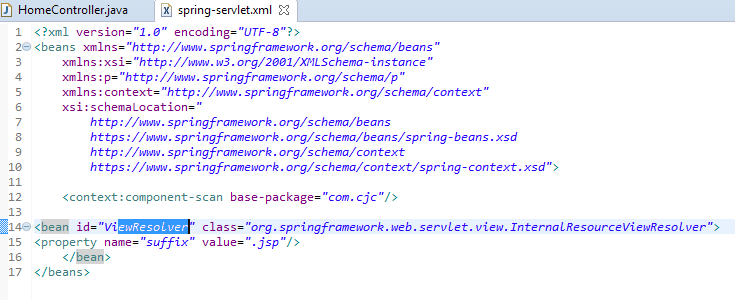 HomeController.java spring-servlet.xml
1 <?xml version="1.0" encoding="UTF-8"?>
2 <beans xmlns="http://www.springframework.org/schema/beans"
3 xmlns:xsi="http://www.w3.org/2001/XMLSchema-instance"
4 xmlns:p="http://www.springframework.org/schema/p"
5 xmlns:context="http://www.springframework.org/schema/context"
6 xsi:schemaLocation="
7 http://www.springframework.org/schema/beans
8 https://www.springframework.org/schema/beans/spring-beans.xsd
9 http://www.springframework.org/schema/context
10 https://www.springframework.org/schema/context/spring-context.xsd">
11
12 <context:component-scan base-package="com.cjc"/>
13
14 <bean id="ViewResolver" class="org.springframework.web.servlet.view.InternalResourceViewResolver">
15 <property name="suffix" value=".jsp"/>
16 </bean>
17 </beans>